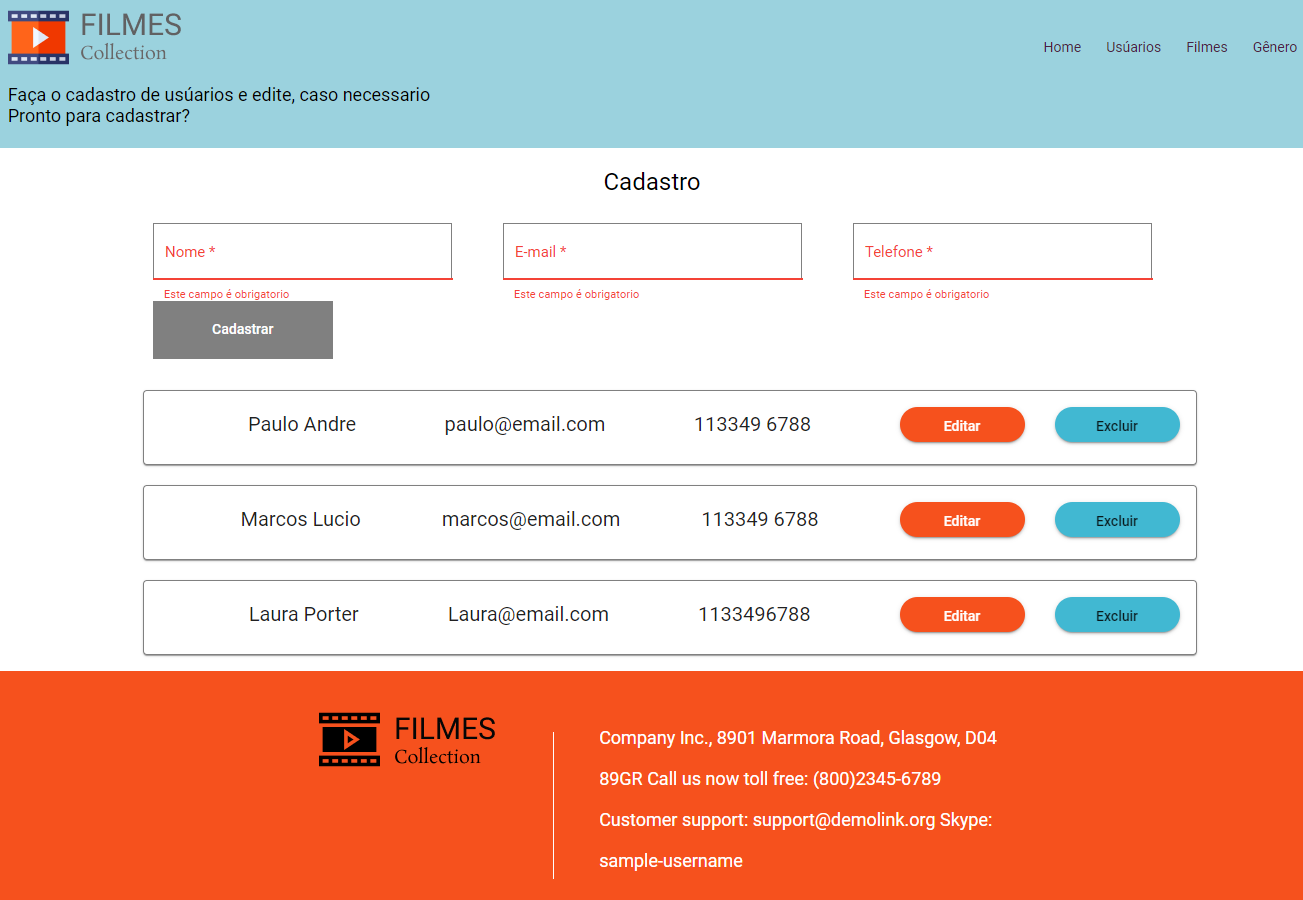 FILMES
Collection
Home Usúarios Filmes Gênero
Faça o cadastro de usúarios e edite, caso necessario
Pronto para cadastrar?
Cadastro
Nome * E-mail * Telefone *
Este campo é obrigatorio Este campo é obrigatorio Este campo é obrigatorio
Cadastrar
Paulo Andre paulo@email.com 113349 6788 Editar Excluir
Marcos Lucio marcos@email.com 113349 6788 Editar Excluir
Laura Porter Laura@email.com 1133496788 Editar Excluir
FILMES
Collection
Company Inc., 8901 Marmora Road, Glasgow, D04
89GR Call us now toll free: (800)2345-6789
Customer support: support@demolink.org Skype:
sample-username